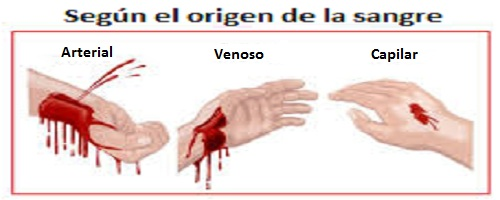 Según el origen de la sangre
Arterial Venoso Capilar